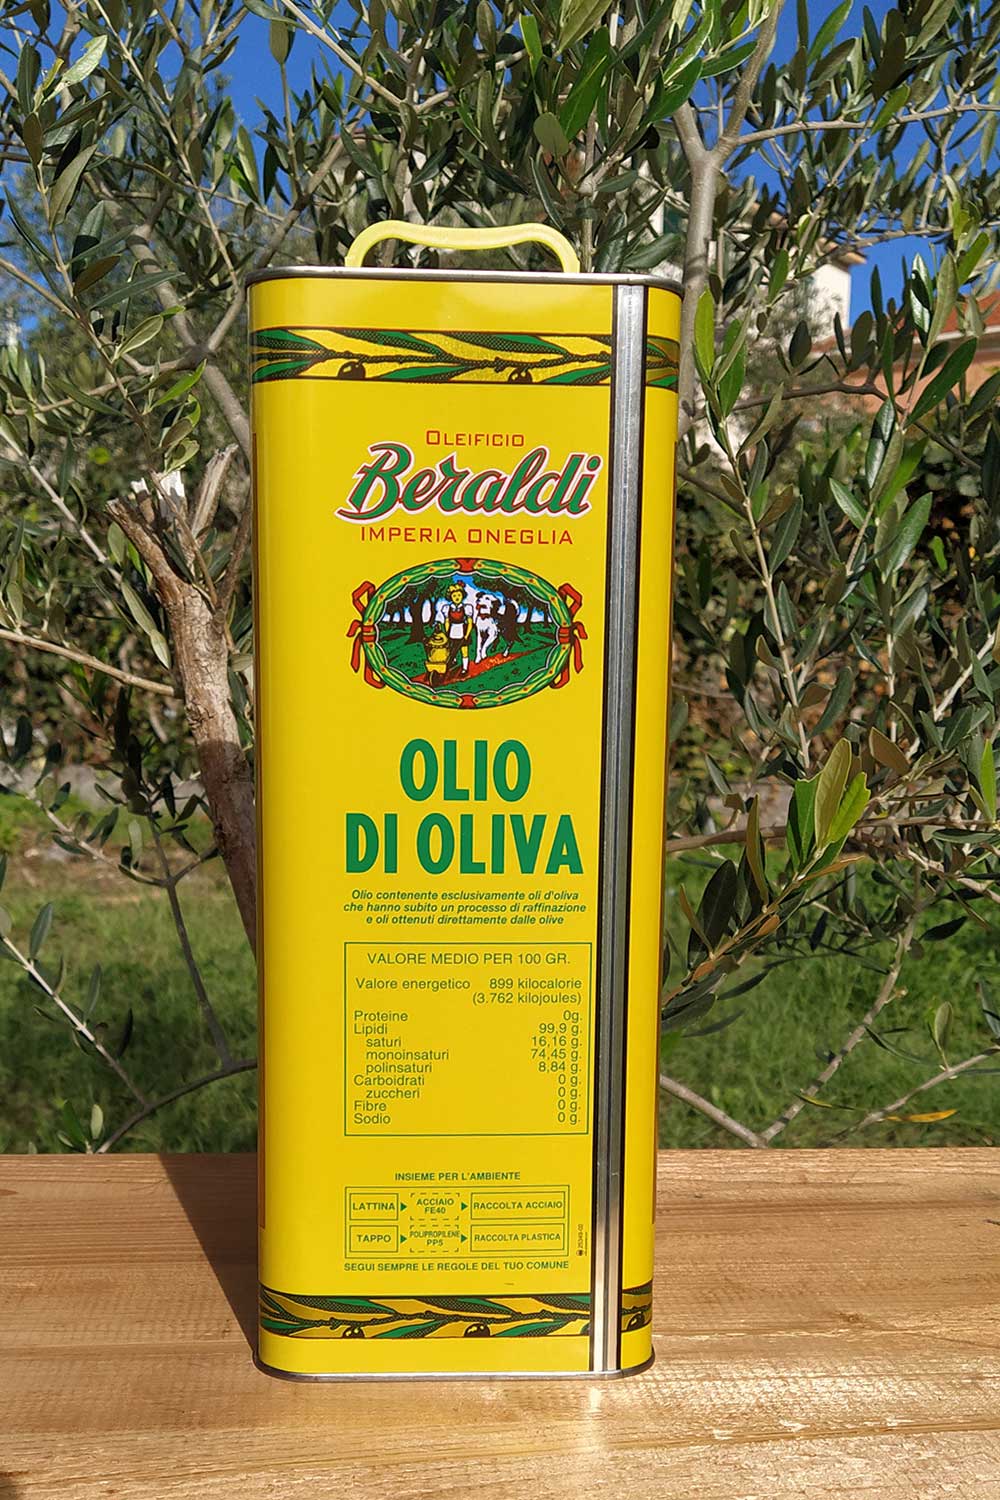 OLEIFICIO
Beraldi
IMPERIA ONEGLIA
OLIO
DI OLIVA
Olio contenente esclusivamente oli d'oliva
che hanno subito un processo di raffinazione
e oli ottenuti direttamente dalle olive
VALORE MEDIO PER 100 GR.
Valore energetico 899 kilocalorie
(3.762 kilojoules)
Proteine 0g.
Lipidi 99,9 g.
saturi 16,16 g.
monoinsaturi 74,45 g.
polinsaturi 8,84 g.
Carboidrati 0 g.
zuccheri 0 g.
Fibre 0 g.
Sodio 0 g.
INSIEME PER L'AMBIENTE
LATTINA ACCIAIO FE40 RACCOLTA ACCIAIO
TAPPO POLIPROPILENE PP5 RACCOLTA PLASTICA
SEGUI SEMPRE LE REGOLE DEL TUO COMUNE